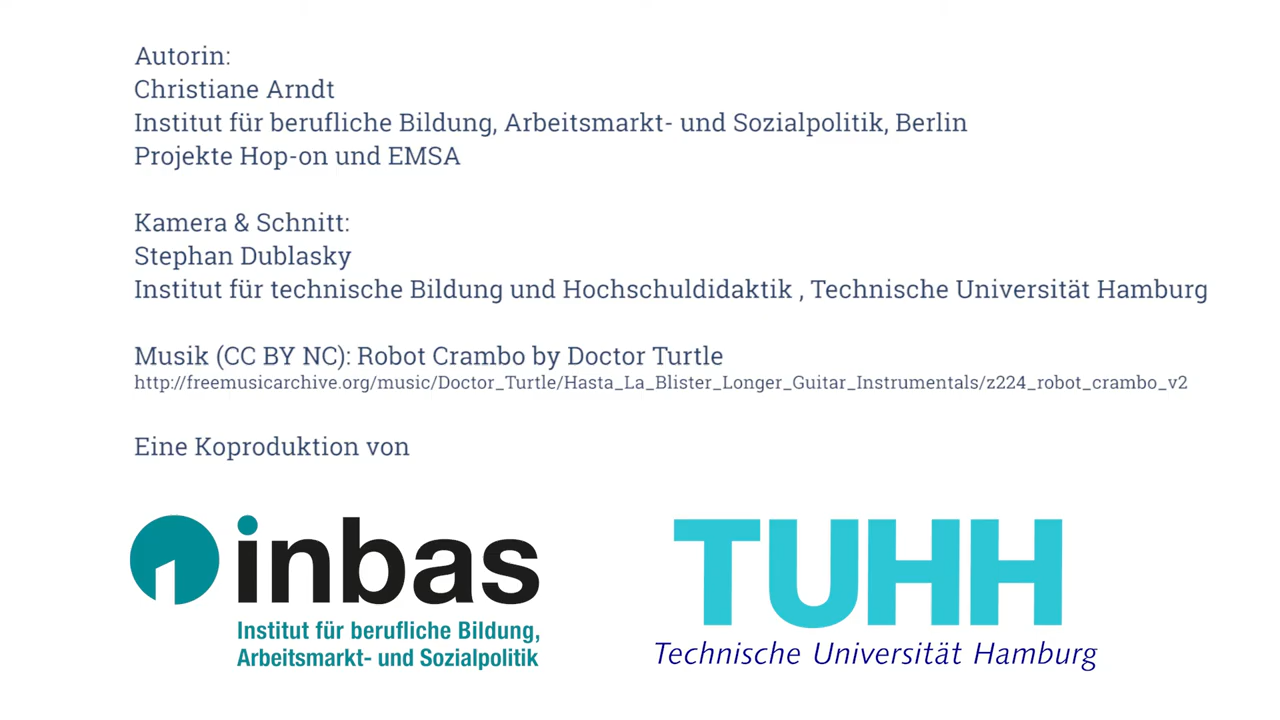 Autorin:
Christiane Arndt
Institut für berufliche Bildung, Arbeitsmarkt- und Sozialpolitik, Berlin
Projekte Hop-on und EMSA
Kamera & Schnitt:
Stephan Dublasky
Institut für technische Bildung und Hochschuldidaktik , Technische Universität Hamburg
Musik (CC BY NC): Robot Crambo by Doctor Turtle
http://freemusicarchive.org/music/Doctor_Turtle/Hasta_La_Blister_Longer_Guitar_Instrumentals/z224_robot_crambo_v2
Eine Koproduktion von
inbas
Institut für berufliche Bildung,
Arbeitsmarkt- und Sozialpolitik
TUHH
Technische Universität Hamburg